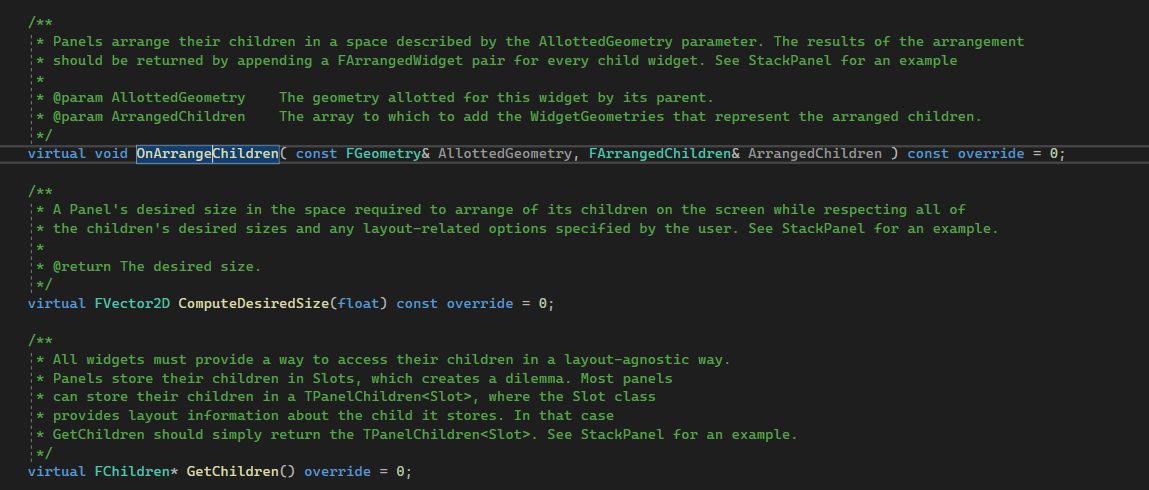 /**
* Panels arrange their children in a space described by the AllottedGeometry parameter. The results of the arrangement
* should be returned by appending a FArrangedWidget pair for every child widget. See StackPanel for an example
*
* @param AllottedGeometry    The geometry allotted for this widget by its parent.
* @param ArrangedChildren    The array to which to add the WidgetGeometries that represent the arranged children.
*/
virtual void OnArrangeChildren( const FGeometry& AllottedGeometry, FArrangedChildren& ArrangedChildren ) const override = 0;
/**
* A Panel's desired size in the space required to arrange of its children on the screen while respecting all of
* the children's desired sizes and any layout-related options specified by the user. See StackPanel for an example.
*
* @return The desired size.
*/
virtual FVector2D ComputeDesiredSize(float) const override = 0;
/**
* All widgets must provide a way to access their children in a layout-agnostic way.
* Panels store their children in Slots, which creates a dilemma. Most panels
* can store their children in a TPanelChildren<Slot>, where the Slot class
* provides layout information about the child it stores. In that case
* GetChildren should simply return the TPanelChildren<Slot>. See StackPanel for an example.
*/
virtual FChildren* GetChildren() override = 0;